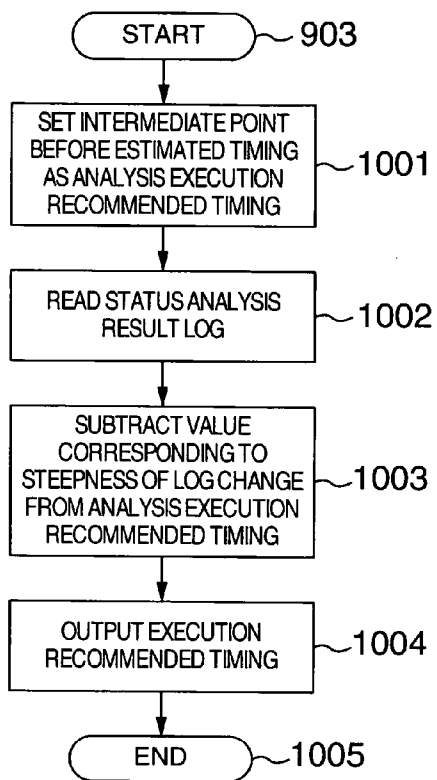 START
903
SET INTERMEDIATE POINT
BEFORE ESTIMATED TIMING
AS ANALYSIS EXECUTION
RECOMMENDED TIMING
1001
READ STATUS ANALYSIS
RESULT LOG
1002
SUBTRACT VALUE
CORRESPONDING TO
STEEPNESS OF LOG CHANGE
FROM ANALYSIS EXECUTION
RECOMMENDED TIMING
1003
OUTPUT EXECUTION
RECOMMENDED TIMING
1004
END
1005